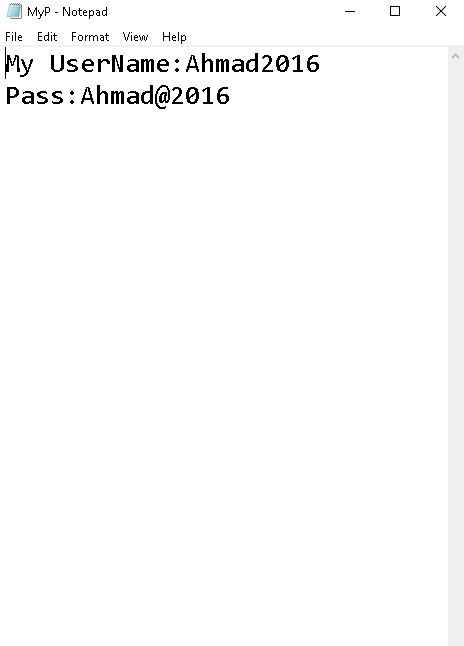 MyP - Notepad
File Edit Format View Help
My UserName:Ahmad2016
Pass:Ahmad@2016